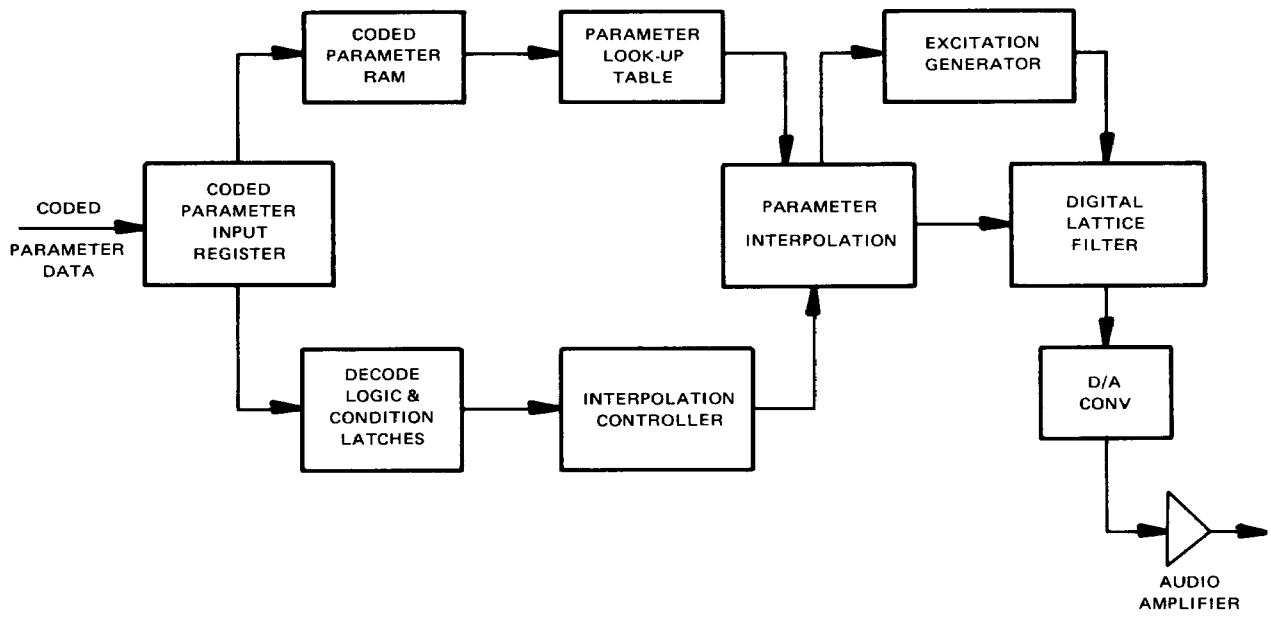 CODED
PARAMETER
RAM
PARAMETER
LOOK-UP
TABLE
EXCITATION
GENERATOR
CODED
PARAMETER
DATA
CODED
PARAMETER
INPUT
REGISTER
PARAMETER
INTERPOLATION
DIGITAL
LATTICE
FILTER
DECODE
LOGIC &
CONDITION
LATCHES
INTERPOLATION
CONTROLLER
D/A
CONV
AUDIO
AMPLIFIER